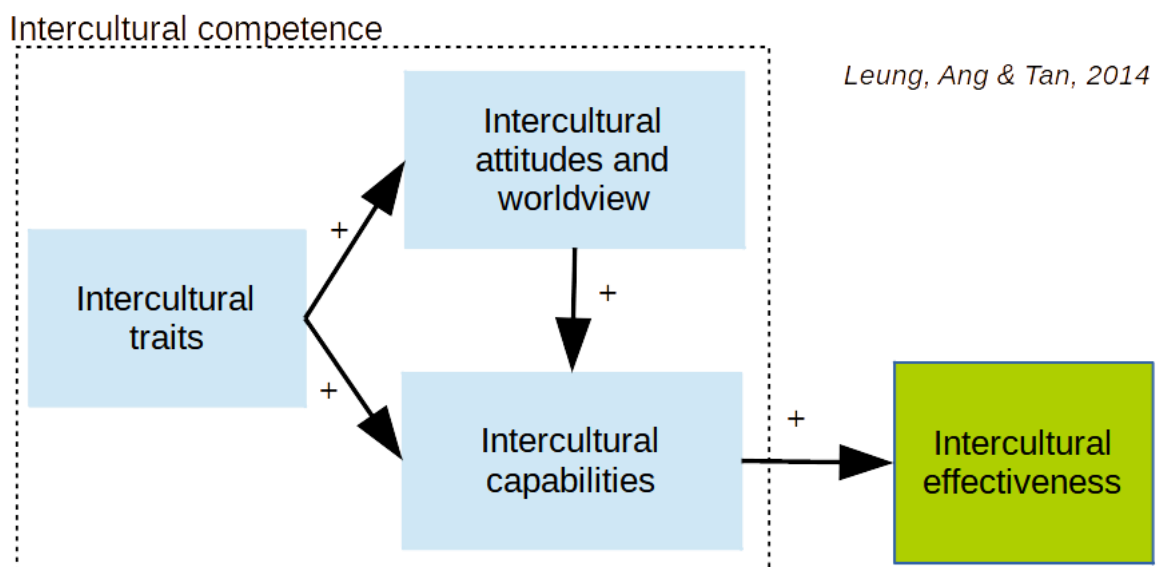 Intercultural competence
Leung, Ang & Tan, 2014
Intercultural
attitudes and
worldview
+
Intercultural
traits
+
+
Intercultural
capabilities
+
Intercultural
effectiveness